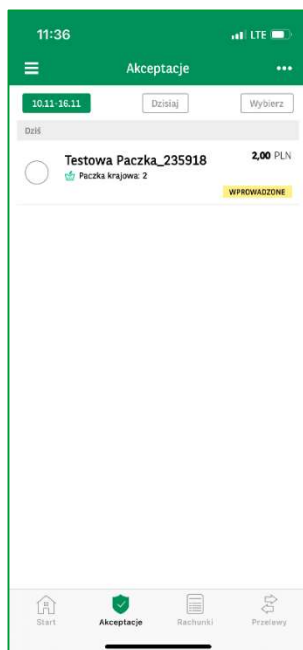 11:36 LTE
Akceptacje
10.11-16.11 Dzisiaj Wybierz
Dziś
Testowa Paczka_235918 2,00 PLN
Paczka krajowa: 2
WPROWADZONE
Start Akceptacje Rachunki Przelewy